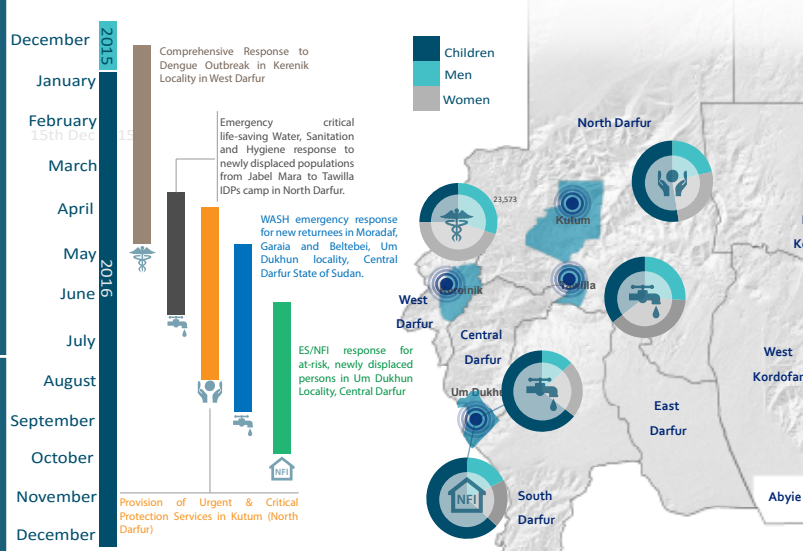 December
January
February
15th Dec 15
March
April
May
June
July
August
September
October
November
December
2015
2016
Comprehensive Response to
Dengue Outbreak in Kerenik
Locality in West Darfur
Emergency critical
life-saving Water, Sanitation
and Hygiene response to
newly displaced populations
from Jabel Mara to Tawilla
IDPs camp in North Darfur.
WASH emergency response
for new returnees in Moradaf,
Garaia and Beltebei, Um
Dukhun locality, Central
Darfur State of Sudan.
ES/NFI response for
at-risk, newly displaced
persons in Um Dukhun
Locality, Central Darfur
NFI
Provision of Urgent & Critical
Protection Services in Kutum (North
Darfur)
Children
Men
Women
North Darfur
23,573
Kutum
West
Darfur
Central
Darfur
Um Dukhu
NFI
South
Darfur
East
Darfur
West
Kordofan
Abyie